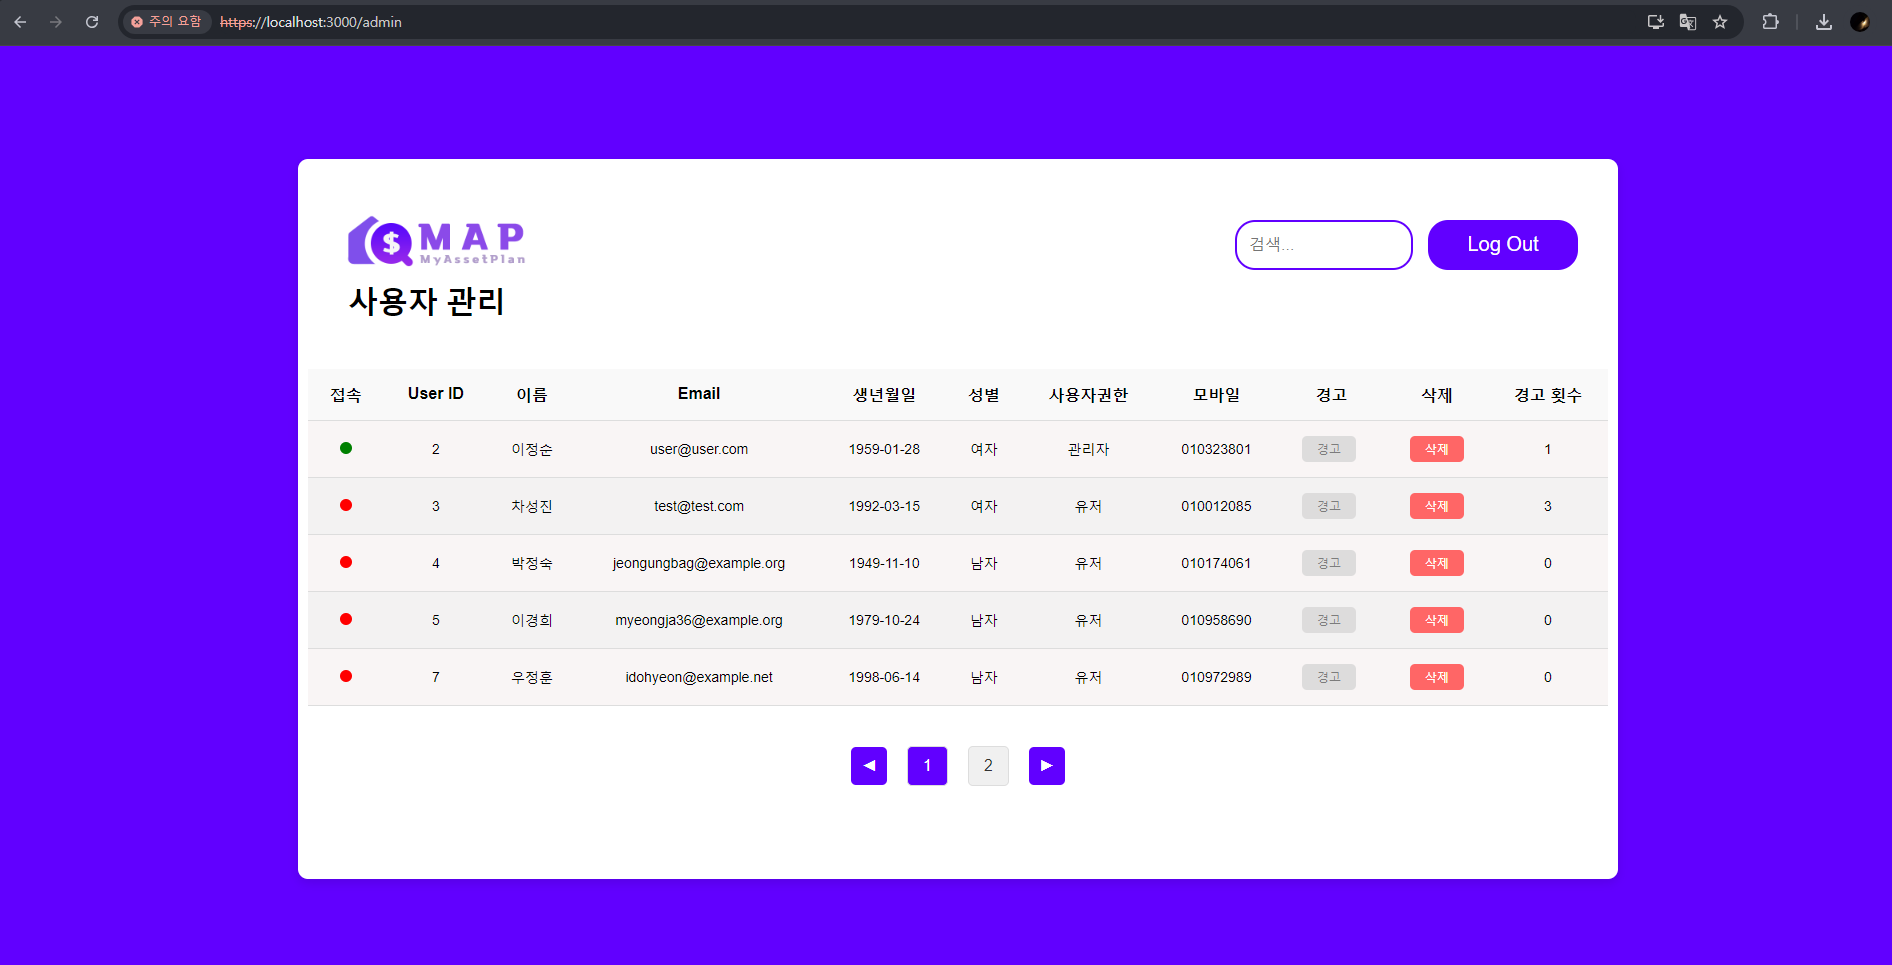 주의 요함 https://localhost:3000/admin
MAP
MyAssetPlan
검색...
Log Out
사용자 관리
접속 User ID 이름 Email 생년월일 성별 사용자권한 모바일 경고 삭제 경고 횟수
2 이정순 user@user.com 1959-01-28 여자 관리자 010323801 경고 삭제 1
3 차성진 test@test.com 1992-03-15 여자 유저 010012085 경고 삭제 3
4 박정숙 jeongungbag@example.org 1949-11-10 남자 유저 010174061 경고 삭제 0
5 이경희 myeongja36@example.org 1979-10-24 남자 유저 010958690 경고 삭제 0
7 우정훈 idohyeon@example.net 1998-06-14 남자 유저 010972989 경고 삭제 0
◀ 1 2 ▶